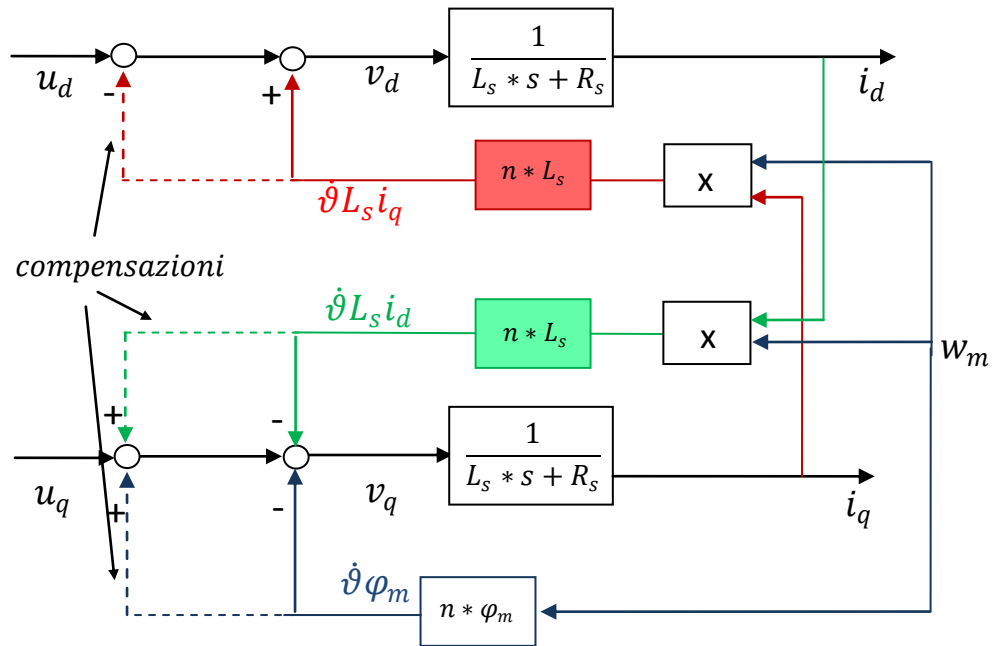 1
L_s * s + R_s
u_d
-
+
v_d
i_d
n * L_s
x
ϑ̇L_s i_q
compensazioni
ϑ̇L_s i_d
n * L_s
x
w_m
+
-
1
L_s * s + R_s
u_q
+
-
v_q
i_q
ϑ̇φ_m
n * φ_m